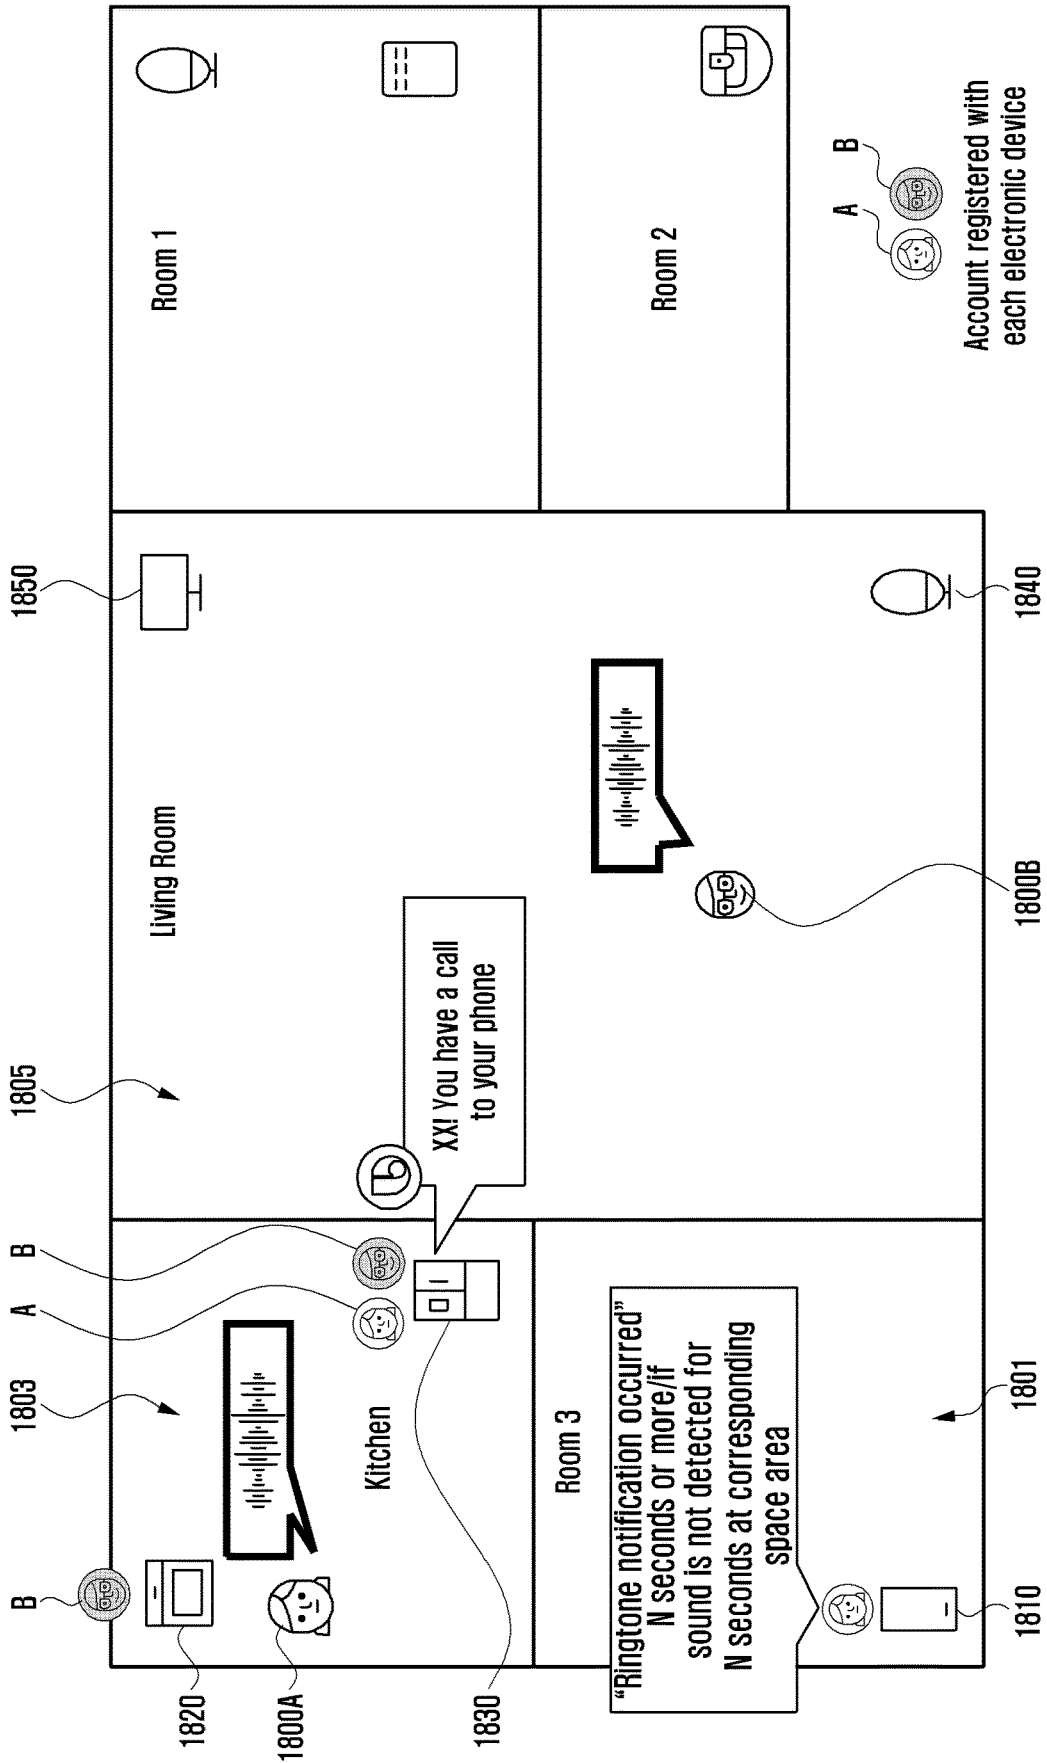 B
1803
A
B
1805
1850
1820
Living Room
Room 1
1800A
Kitchen
XX! You have a call
to your phone
1830
Room 3
Room 2
“Ringtone notification occurred”
N seconds or more/if
sound is not detected for
N seconds at corresponding
space area
A
B
Account registered with
each electronic device
1810
1801
1800B
1840